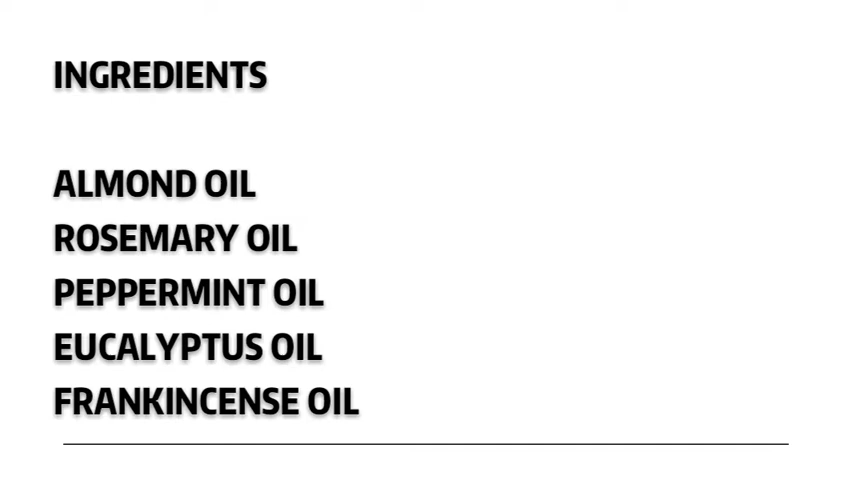 INGREDIENTS
ALMOND OIL
ROSEMARY OIL
PEPPERMINT OIL
EUCALYPTUS OIL
FRANKINCENSE OIL